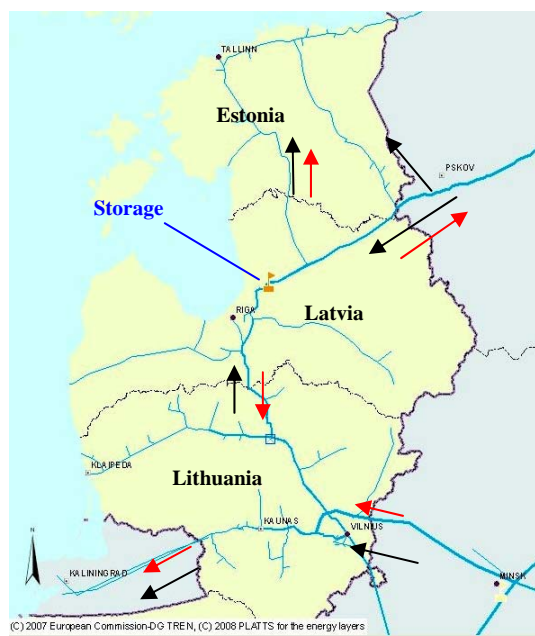 TALLINN
Estonia
PSKOV
Storage
RIGA
Latvia
KLAIPEDA
Lithuania
KAUNAS
VILNIUS
N
KALININGRAD
MINSK
(C) 2007 European Commission-DG TREN, (C) 2008 PLATTS for the energy layers